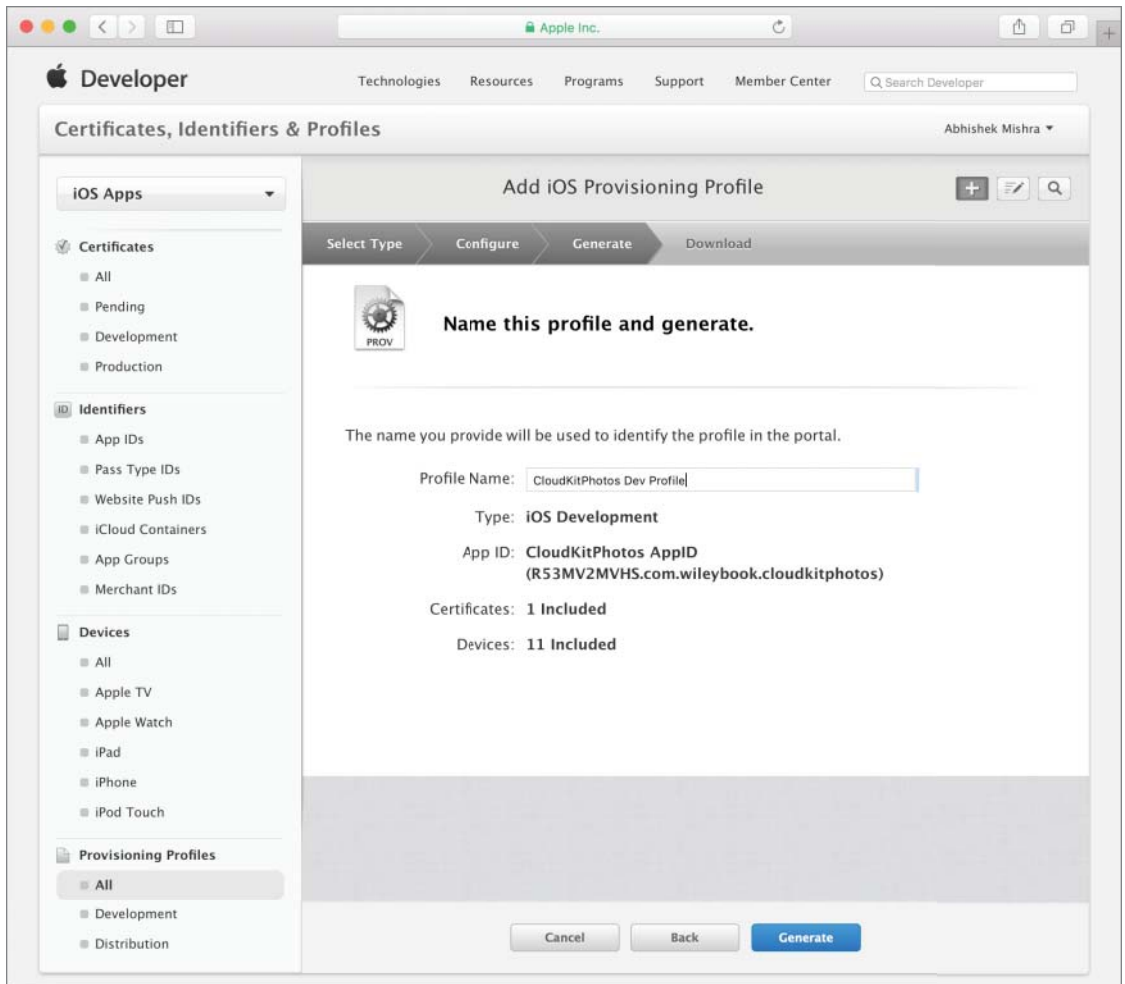 Apple Inc.
Developer
Technologies Resources Programs Support Member Center Search Developer
Certificates, Identifiers & Profiles
Abhishek Mishra
iOS Apps
Certificates
All
Pending
Development
Production
ID Identifiers
App IDs
Pass Type IDs
Website Push IDs
iCloud Containers
App Groups
Merchant IDs
Devices
All
Apple TV
Apple Watch
iPad
iPhone
iPod Touch
Provisioning Profiles
All
Development
Distribution
Add iOS Provisioning Profile
Select Type Configure Generate Download
PROV
Name this profile and generate.
The name you provide will be used to identify the profile in the portal.
Profile Name: CloudKitPhotos Dev Profile
Type: iOS Development
App ID: CloudKitPhotos AppID
(R53MV2MVHS.com.wileybook.cloudkitphotos)
Certificates: 1 Included
Devices: 11 Included
Cancel Back Generate